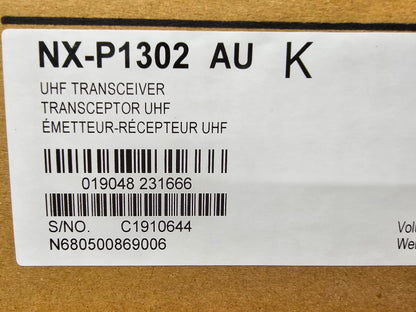 NX-P1302 AU K
UHF TRANSCEIVER
TRANSCEPTOR UHF
ÉMETTEUR-RÉCEPTEUR UHF
019048 231666
S/NO. C1910644
N680500869006